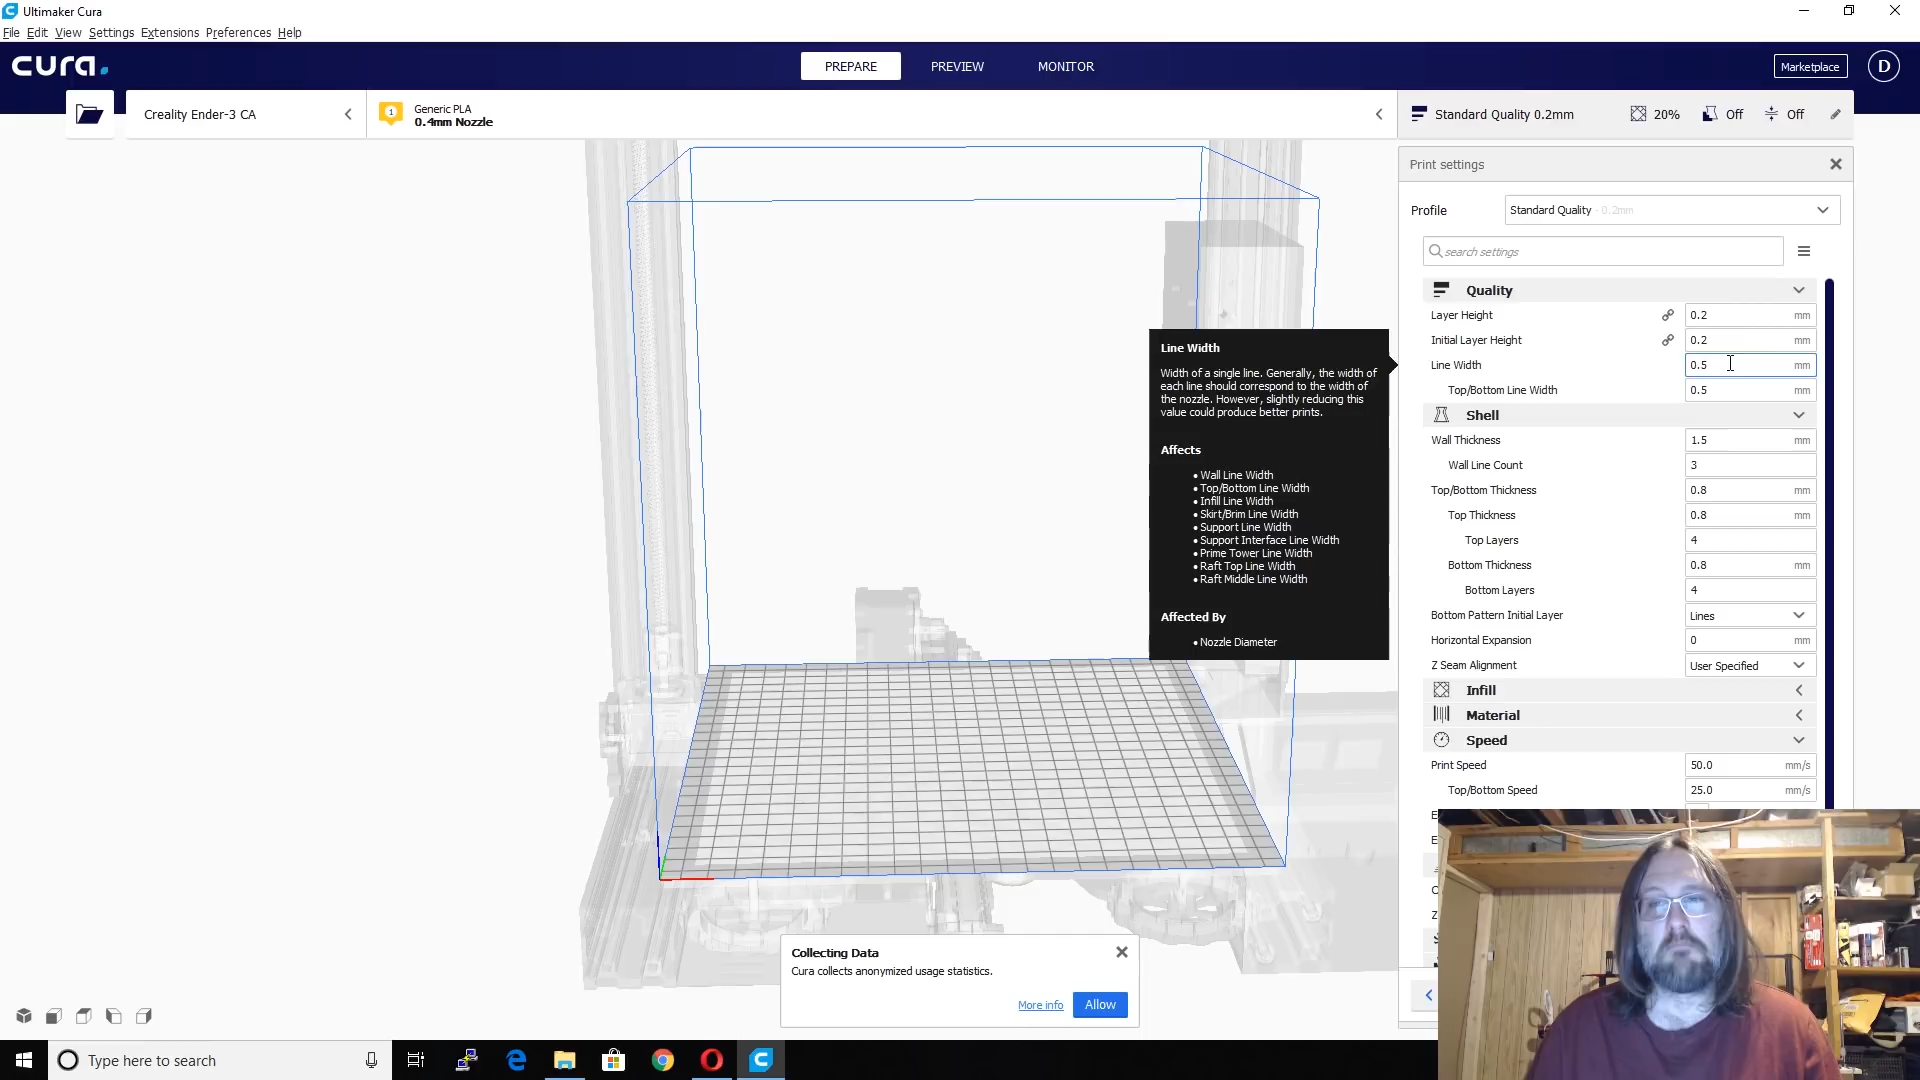 Ultimaker Cura
File Edit View Settings Extensions Preferences Help
cura.
PREPARE PREVIEW MONITOR
Marketplace D
Creality Ender-3 CA
1
Generic PLA
0.4mm Nozzle
Standard Quality 0.2mm 20% Off Off
Print settings
Profile Standard Quality - 0.2mm
search settings
Quality
Layer Height 0.2 mm
Initial Layer Height 0.2 mm
Line Width 0.5 mm
Top/Bottom Line Width 0.5 mm
Shell
Wall Thickness 1.5 mm
Wall Line Count 3
Top/Bottom Thickness 0.8 mm
Top Thickness 0.8 mm
Top Layers 4
Bottom Thickness 0.8 mm
Bottom Layers 4
Bottom Pattern Initial Layer Lines
Horizontal Expansion 0 mm
Z Seam Alignment User Specified
Infill
Material
Speed
Print Speed 50.0 mm/s
Top/Bottom Speed 25.0 mm/s
Line Width
Width of a single line. Generally, the width of
each line should correspond to the width of
the nozzle. However, slightly reducing this
value could produce better prints.
Affects
• Wall Line Width
• Top/Bottom Line Width
• Infill Line Width
• Skirt/Brim Line Width
• Support Line Width
• Support Interface Line Width
• Prime Tower Line Width
• Raft Top Line Width
• Raft Middle Line Width
Affected By
• Nozzle Diameter
Collecting Data
Cura collects anonymized usage statistics.
More info Allow
Type here to search